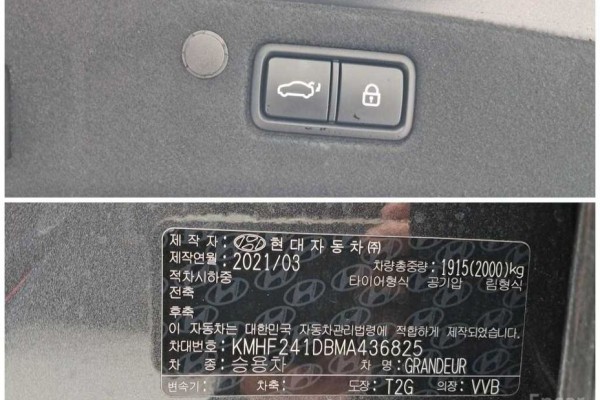 제 작 자 : 현대자동차㈜
제작연월 : 2021/03 차량총중량 : 1915(2000)kg
적차시하중 타이어형식 공기압 림형식
전축
후축
이 자동차는 대한민국 자동차관리법령에 적합하게 제작되었습니다.
차대번호 : KMHF241DBMA436825
차 종 : 승용차 차 명 : GRANDEUR
변속기 : 차축 : 도장 : T2G 의장 : VVB